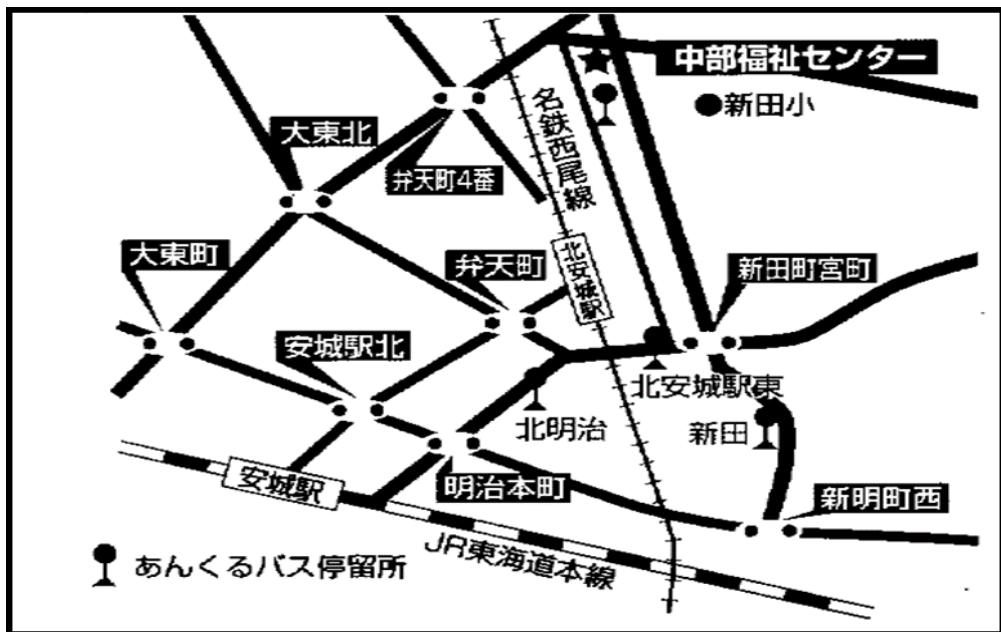 中部福祉センター
新田小
名鉄西尾線
大東北
弁天町4番
大東町
弁天町
北安城駅
新田町宮町
安城駅北
北安城駅東
北明治
新田
安城駅
明治本町
新明町西
JR東海道本線
あんくるバス停留所